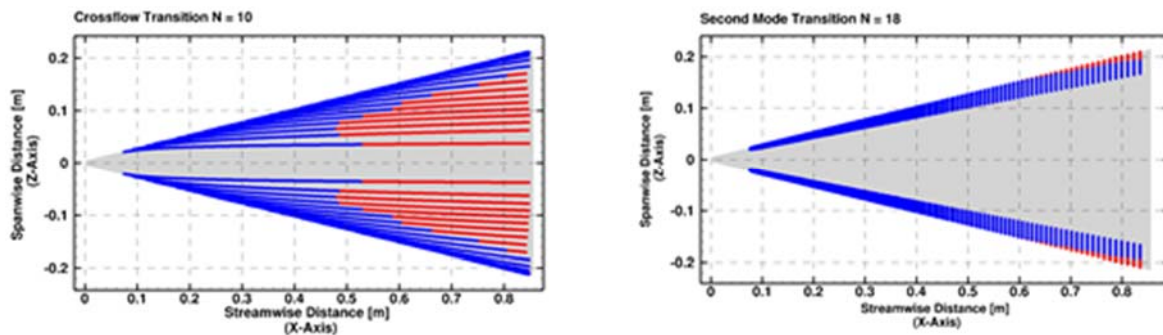 Crossflow Transition N = 10
0.2
0.1
0
-0.1
-0.2
Spanwise Distance [m]
(Z-Axis)
0 0.1 0.2 0.3 0.4 0.5 0.6 0.7 0.8
Streamwise Distance [m]
(X-Axis)
Second Mode Transition N = 18
0.2
0.1
0
-0.1
-0.2
Spanwise Distance [m]
(Z-Axis)
0 0.1 0.2 0.3 0.4 0.5 0.6 0.7 0.8
Streamwise Distance [m]
(X-Axis)